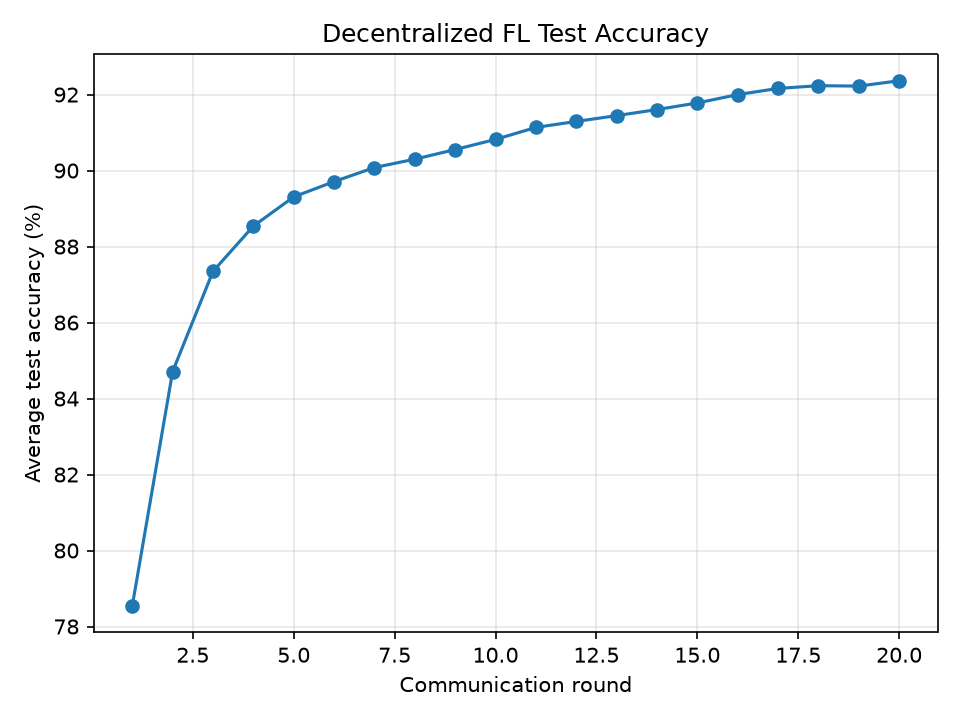 Decentralized FL Test Accuracy
Average test accuracy (%)
92
90
88
86
84
82
80
78
2.5 5.0 7.5 10.0 12.5 15.0 17.5 20.0
Communication round